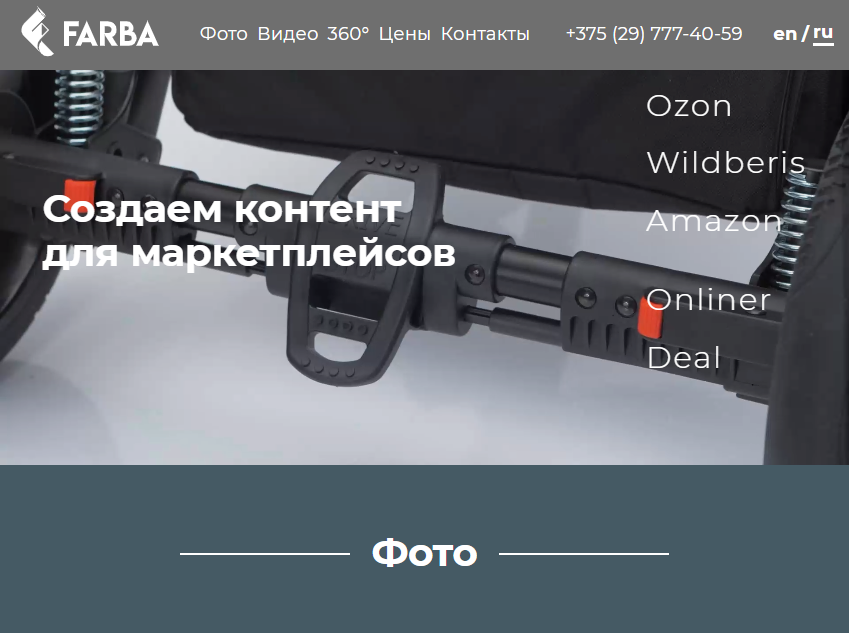 FARBA
Фото Видео 360° Цены Контакты +375 (29) 777-40-59 en / ru
Ozon
Wildberis
Создаем контент
Amazon
для маркетплейсов
Onliner
Deal
Фото